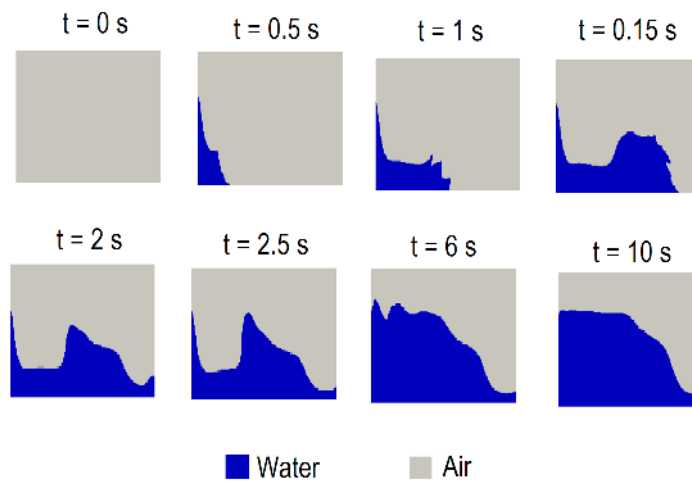 t = 0 s
t = 0.5 s
t = 1 s
t = 0.15 s
t = 2 s
t = 2.5 s
t = 6 s
t = 10 s
Water
Air